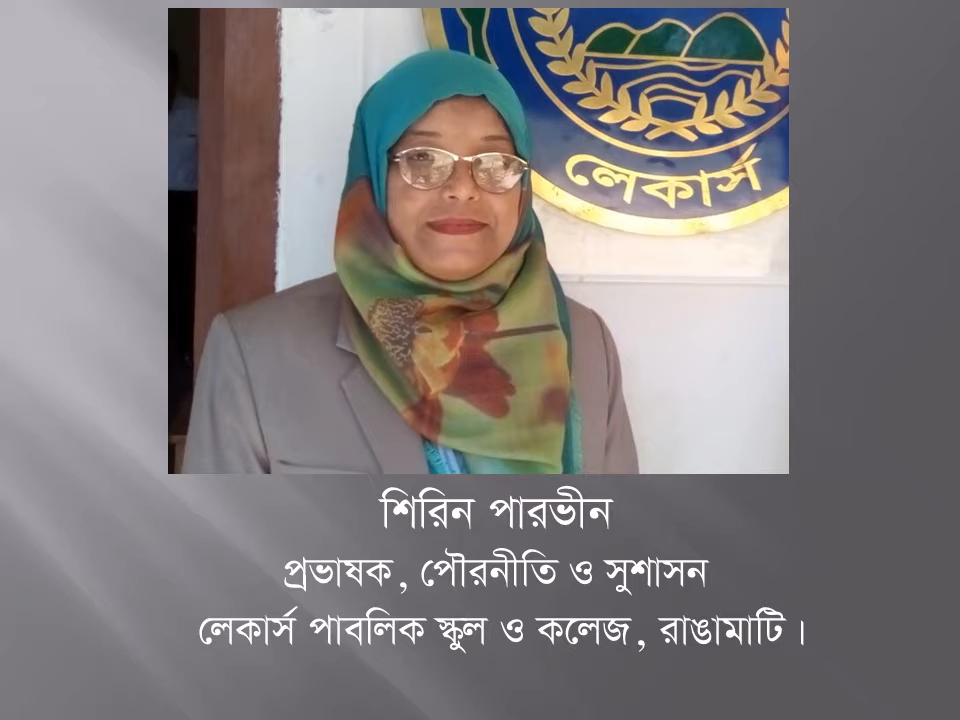 লেকার্স
শিরিন পারভীন
প্রভাষক, পৌরনীতি ও সুশাসন
লেকার্স পাবলিক স্কুল ও কলেজ, রাঙামাটি।